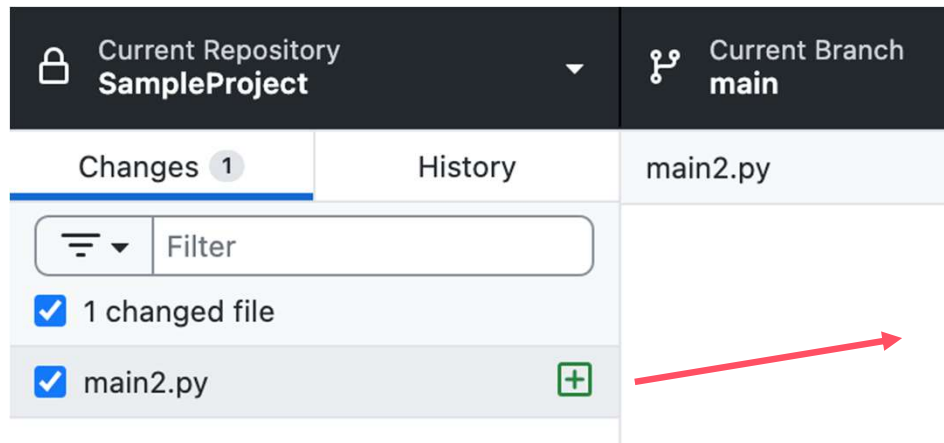 Current Repository
SampleProject
Current Branch
main
Changes 1
History
main2.py
Filter
1 changed file
main2.py